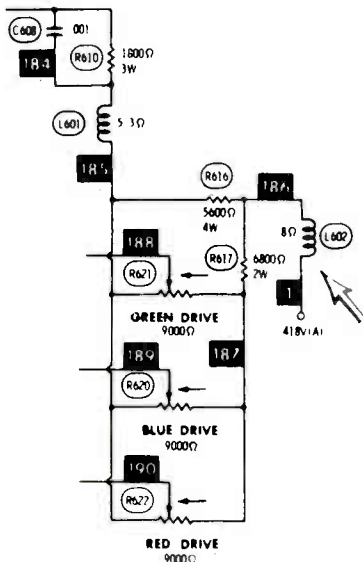 C608
001
184
R610
1800Ω
3W
L601
5 3Ω
185
R616
186
5600Ω
4W
8Ω
L602
188
R617
6800Ω
2W
R621
1
418V(A)
GREEN DRIVE
9000Ω
189
187
R620
BLUE DRIVE
9000Ω
190
R622
RED DRIVE
9000Ω